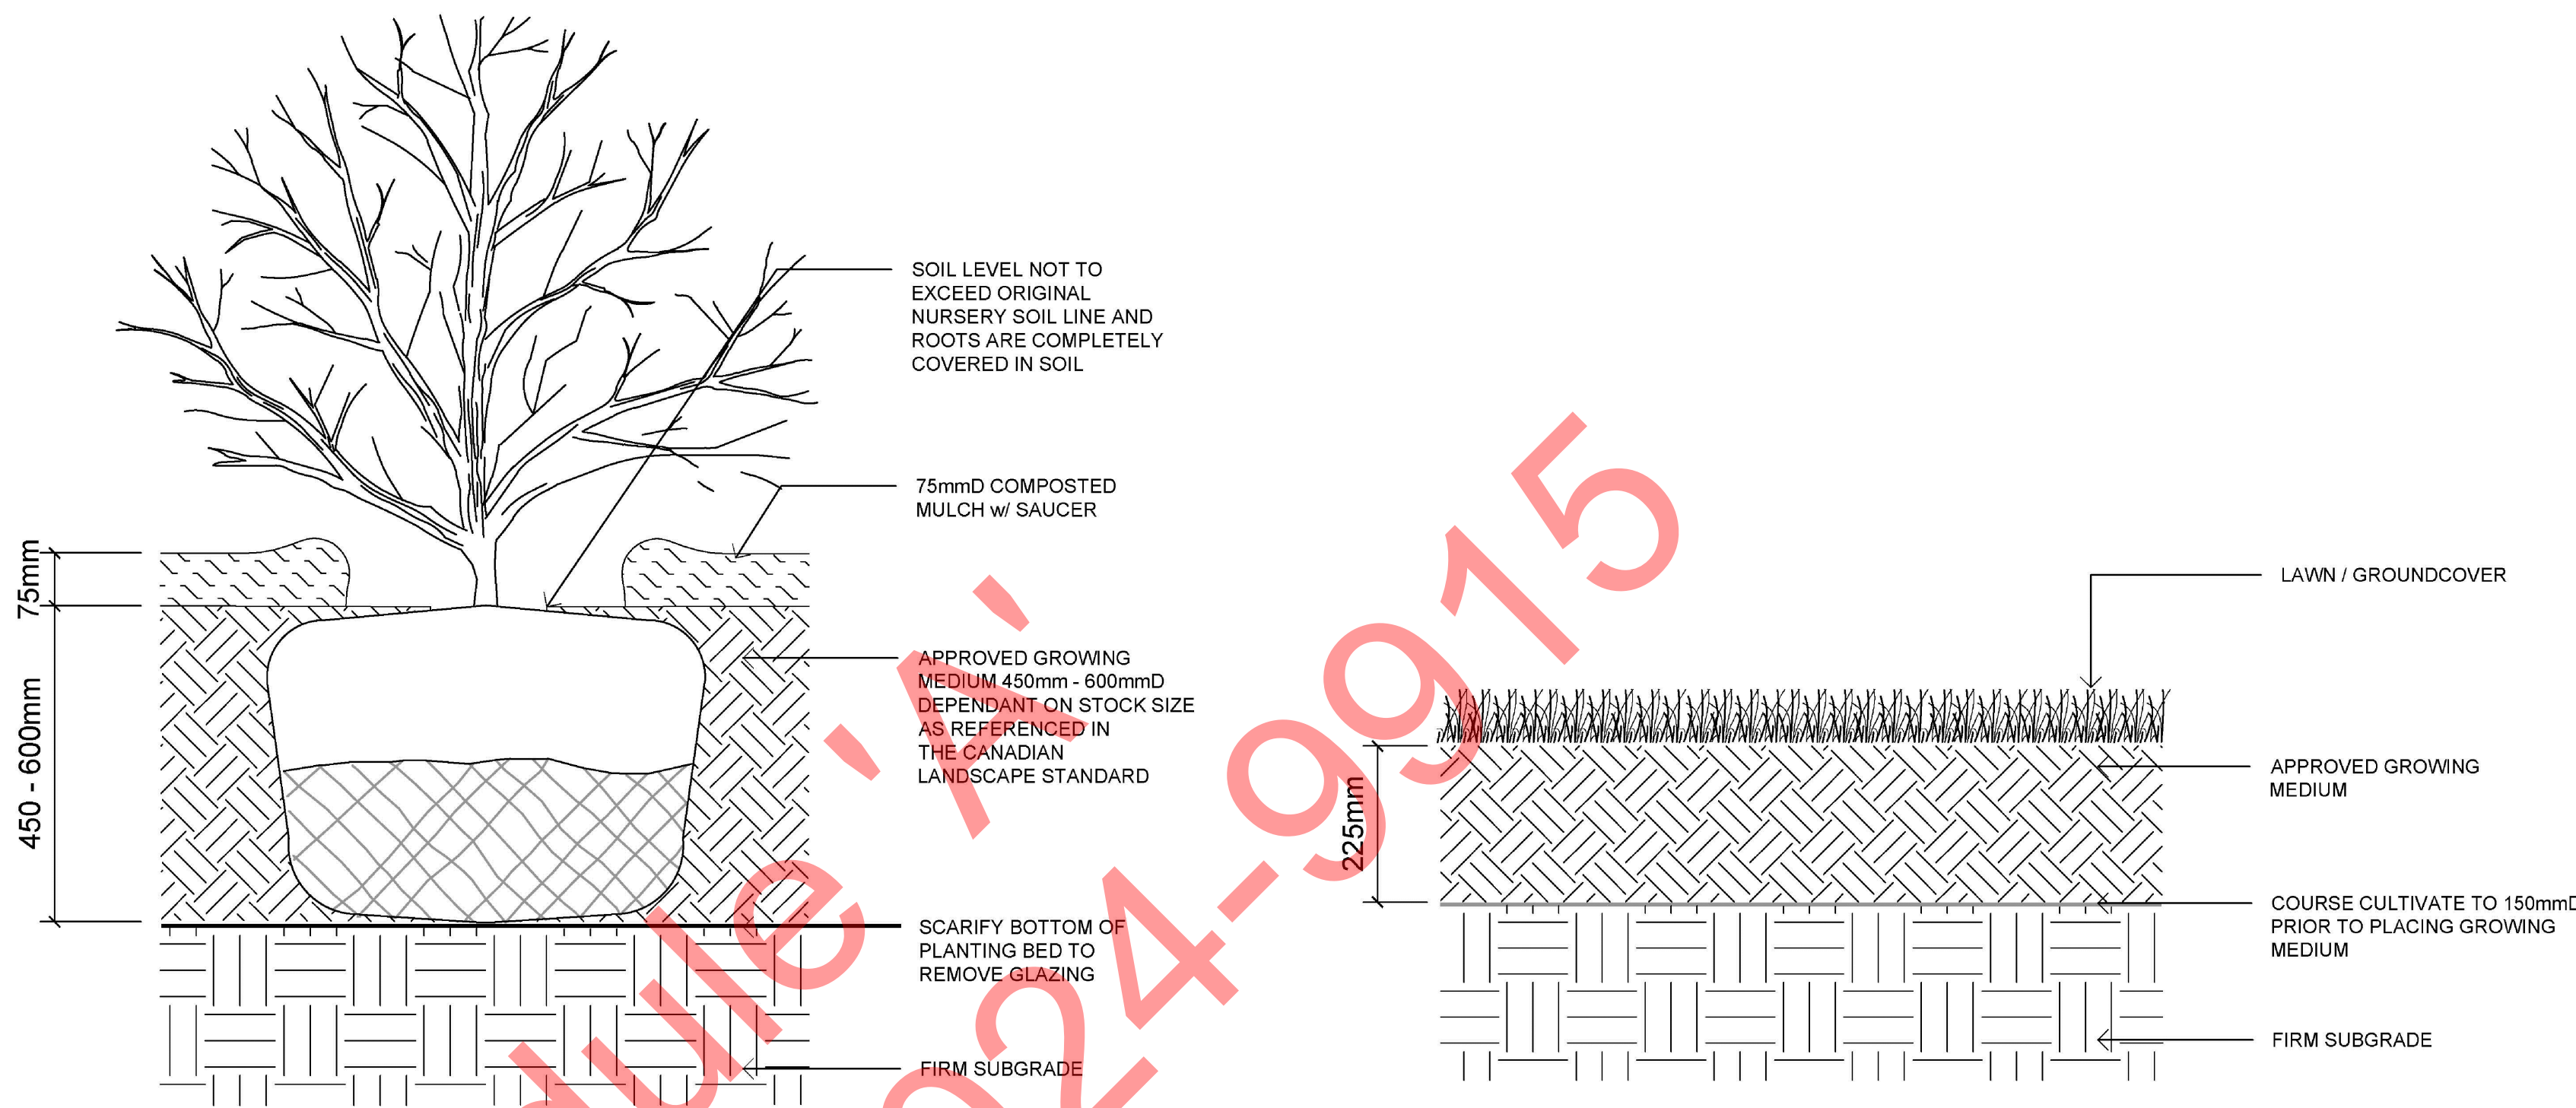 SOIL LEVEL NOT TO
EXCEED ORIGINAL
NURSERY SOIL LINE AND
ROOTS ARE COMPLETELY
COVERED IN SOIL
75mmD COMPOSTED
MULCH w/ SAUCER
75mm
450 - 600mm
APPROVED GROWING
MEDIUM 450mm - 600mmD
DEPENDANT ON STOCK SIZE
AS REFERENCED IN
THE CANADIAN
LANDSCAPE STANDARD
SCARIFY BOTTOM OF
PLANTING BED TO
REMOVE GLAZING
FIRM SUBGRADE
LAWN / GROUNDCOVER
225mm
APPROVED GROWING
MEDIUM
COURSE CULTIVATE TO 150mmD
PRIOR TO PLACING GROWING
MEDIUM
FIRM SUBGRADE
dule 'A'
024-9915